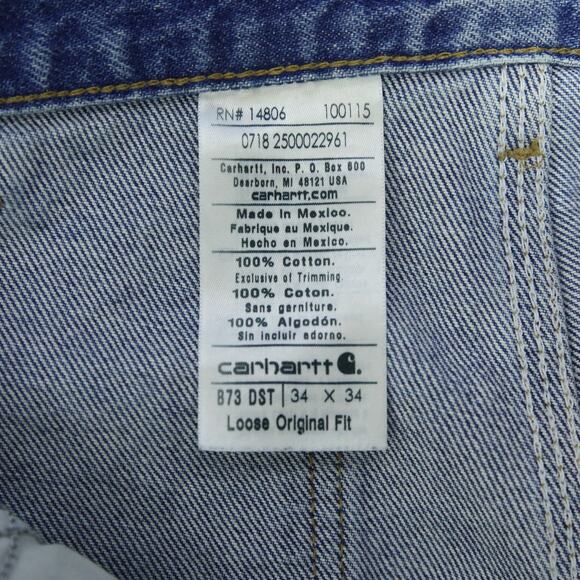 RN# 14806 100115
0718 2500022961
Carhartt, Inc. P. O. Box 600
Dearborn, MI 48121 USA
carhartt.com
Made in Mexico.
Fabrique au Mexique.
Hecho en Mexico.
100% Cotton.
Exclusive of Trimming.
100% Coton.
Sans garniture.
100% Algodón.
Sin incluir adorno.
carhartt
B73 DST 34 X 34
Loose Original Fit